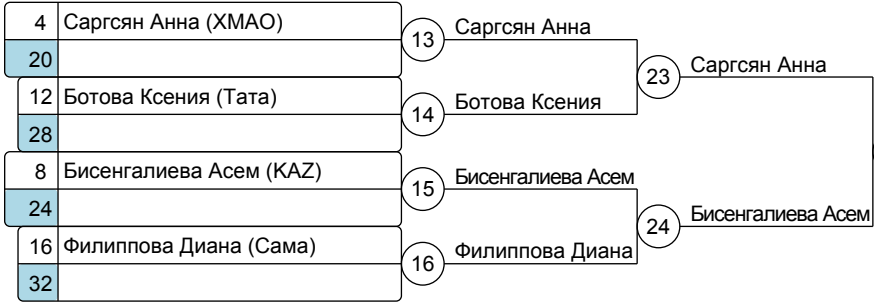 4 Саргсян Анна (ХМАО)
20
12 Ботова Ксения (Тата)
28
8 Бисенгалиева Асем (KAZ)
24
16 Филиппова Диана (Сама)
32
13 Саргсян Анна
14 Ботова Ксения
15 Бисенгалиева Асем
16 Филиппова Диана
23 Саргсян Анна
24 Бисенгалиева Асем